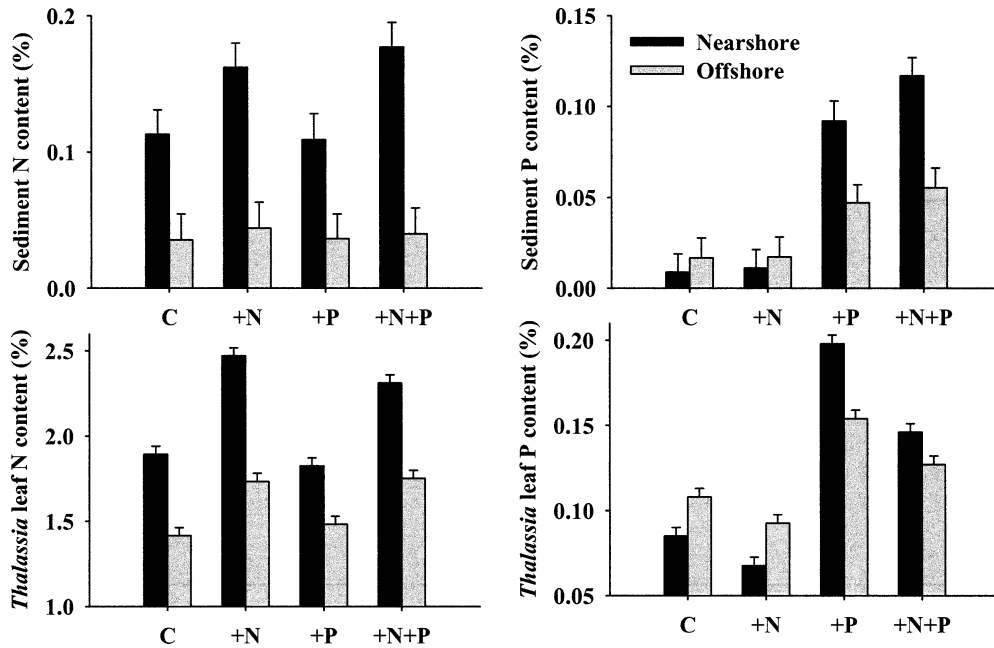 Sediment N content (%)
0.2
0.1
0.0
C +N +P +N+P
Sediment P content (%)
0.15
0.10
0.05
0.00
Nearshore
Offshore
C +N +P +N+P
Thalassia leaf N content (%)
2.5
2.0
1.5
1.0
C +N +P +N+P
Thalassia leaf P content (%)
0.20
0.15
0.10
0.05
C +N +P +N+P